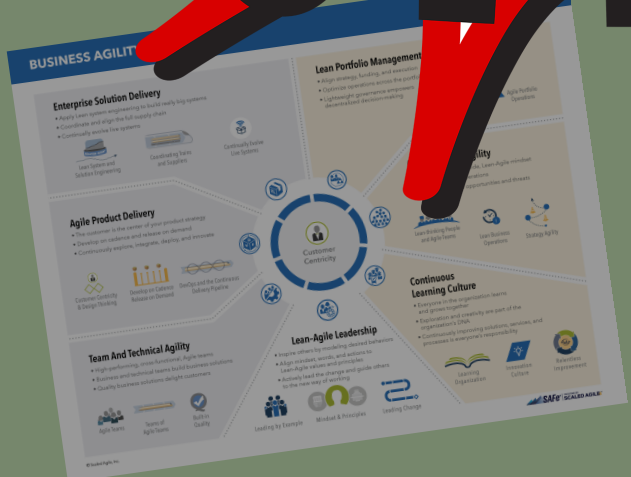 BUSINESS AGILITY
Enterprise Solution Delivery
• Apply Lean system engineering to build really big systems
• Coordinate and align the full supply chain
• Continually evolve live systems
Lean System and
Solution Engineering
Coordinating Trains
and Suppliers
Continually Evolve
Live Systems
Lean Portfolio Management
• Align strategy, funding, and execution
• Optimize operations across the portfolio
• Lightweight governance empowers
decentralized decision-making
Agile Portfolio
Operations
Agile Product Delivery
• The customer is the center of your product strategy
• Develop on cadence and release on demand
• Continuously explore, integrate, deploy, and innovate
Customer Centricity
& Design Thinking
Develop on Cadence
Release on Demand
DevOps and the Continuous
Delivery Pipeline
Customer
Centricity
Lean-Agile mindset
opportunities and threats
Lean-Thinking People
and Agile Teams
Lean Business
Operations
Strategy Agility
Team And Technical Agility
• High-performing, cross-functional, Agile teams
• Business and technical teams build business solutions
• Quality business solutions delight customers
Agile Teams
Teams of
Agile Teams
Built-in
Quality
Lean-Agile Leadership
• Inspire others by modeling desired behaviors
• Align mindset, words, and actions to
Lean-Agile values and principles
• Actively lead the change and guide others
to the new way of working
Leading by Example
Mindset & Principles
Leading Change
Continuous
Learning Culture
• Everyone in the organization learns
and grows together
• Exploration and creativity are part of the
organization's DNA
• Continuously improving solutions, services, and
processes is everyone's responsibility
Learning
Organization
Innovation
Culture
Relentless
Improvement
© Scaled Agile, Inc.
SAFe SCALED AGILE